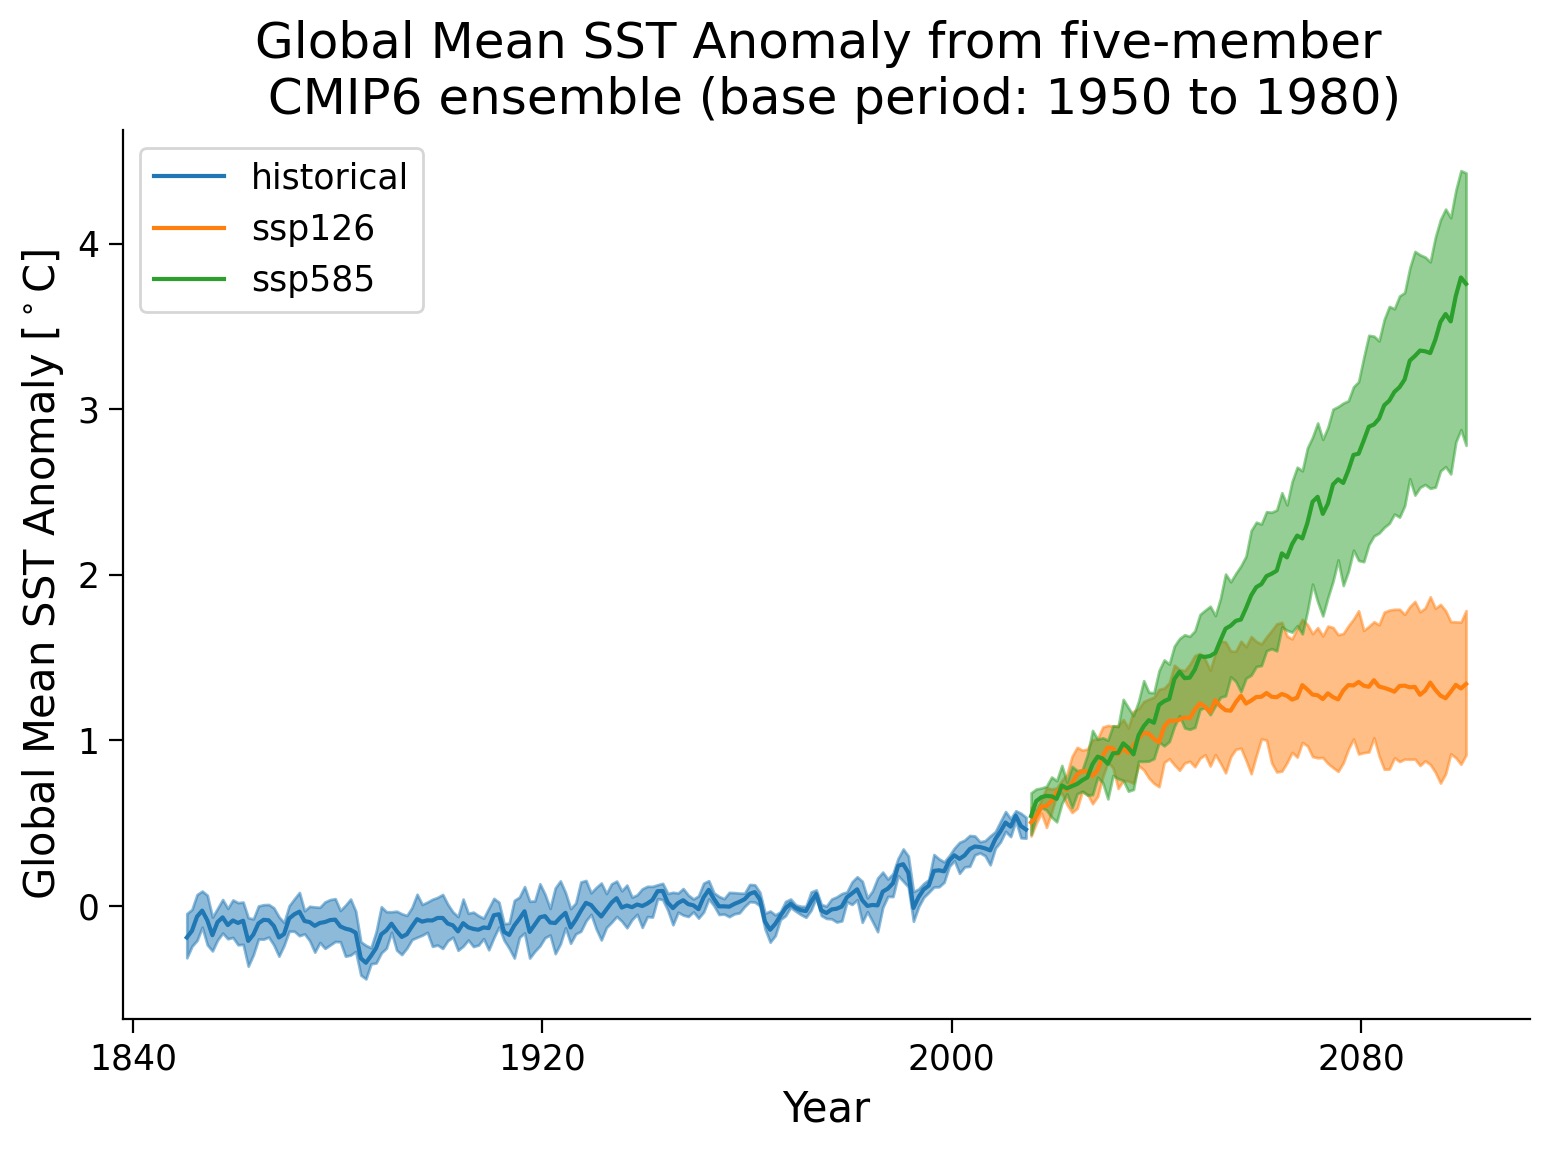 Global Mean SST Anomaly from five-member
CMIP6 ensemble (base period: 1950 to 1980)
historical
ssp126
ssp585
Global Mean SST Anomaly [°C]
4
3
2
1
0
1840
1920
2000
2080
Year